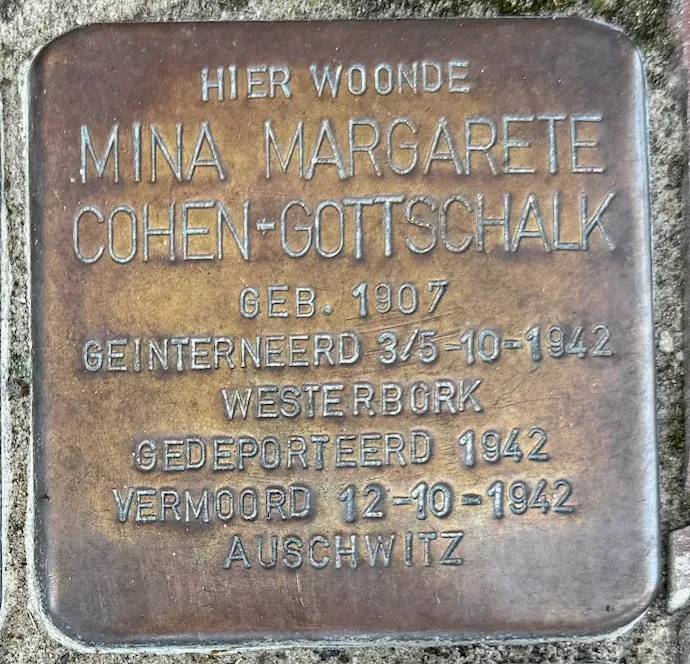 HIER WOONDE
MINA MARGARETE
COHEN-GOTTSCHALK
GEB. 1907
GEINTERNEERD 3/5-10-1942
WESTERBORK
GEDEPORTEERD 1942
VERMOORD 12-10-1942
AUSCHWITZ